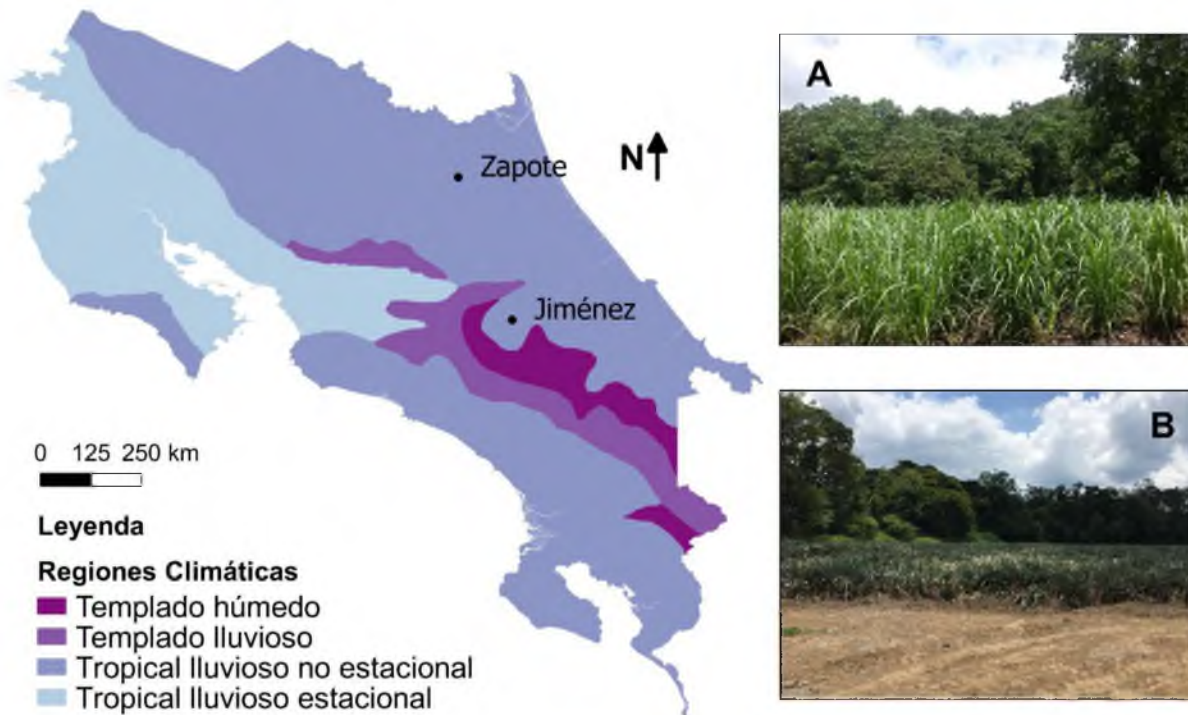 Zapote
N
Jiménez
0 125 250 km
Leyenda
Regiones Climáticas
Templado húmedo
Templado lluvioso
Tropical lluvioso no estacional
Tropical lluvioso estacional
A
B